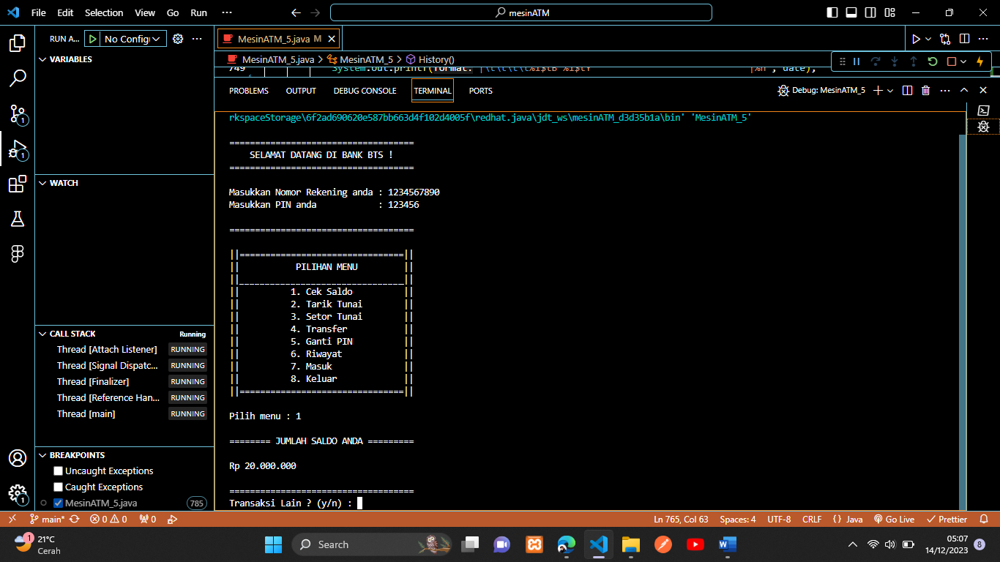 File Edit Selection View Go Run ··· mesinATM
RUN A... No Config ···
MesinATM_5.java M
MesinATM_5.java > MesinATM_5 > History()
VARIABLES
749 System.out.printf(format: "|\t\t\t\t%1$tB %1$tY |%n", date);
PROBLEMS OUTPUT DEBUG CONSOLE TERMINAL PORTS Debug: MesinATM_5
rkspaceStorage\6f2ad690620e587bb663d4f102d4005f\redhat.java\jdt_ws\mesinATM_d3d35b1a\bin' 'MesinATM_5'
====================================
SELAMAT DATANG DI BANK BTS !
====================================
Masukkan Nomor Rekening anda : 1234567890
Masukkan PIN anda : 123456
====================================
||================================||
|| PILIHAN MENU ||
||________________________________||
|| 1. Cek Saldo ||
|| 2. Tarik Tunai ||
|| 3. Setor Tunai ||
|| 4. Transfer ||
|| 5. Ganti PIN ||
|| 6. Riwayat ||
|| 7. Masuk ||
|| 8. Keluar ||
||================================||
Pilih menu : 1
======== JUMLAH SALDO ANDA =========
Rp 20.000.000
====================================
Transaksi Lain ? (y/n) :
WATCH
CALL STACK Running
Thread [Attach Listener] RUNNING
Thread [Signal Dispatc... RUNNING
Thread [Finalizer] RUNNING
Thread [Reference Han... RUNNING
Thread [main] RUNNING
BREAKPOINTS
Uncaught Exceptions
Caught Exceptions
MesinATM_5.java 785
1
1
1
main* 0 0 0 Ln 765, Col 63 Spaces: 4 UTF-8 CRLF {} Java Go Live Prettier
1
21°C
Cerah
Search
05:07
14/12/2023
8